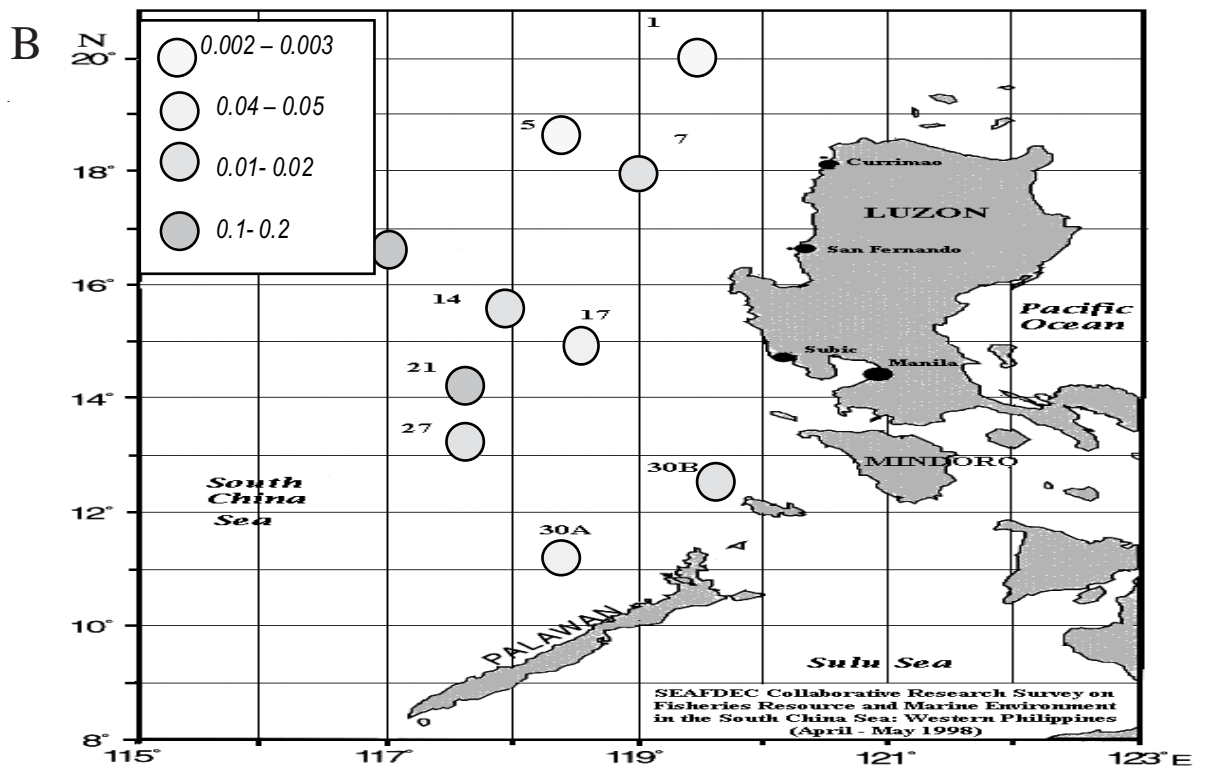 B
N
20°
18°
16°
14°
12°
10°
8°
0.002 – 0.003
0.04 – 0.05
0.01- 0.02
0.1- 0.2
1
5
7
14
17
21
27
30B
30A
Currimao
LUZON
San Fernando
Pacific
Ocean
Subic
Manila
MINDORO
South
China
Sea
PALAWAN
Sulu Sea
SEAFDEC Collaborative Research Survey on
Fisheries Resource and Marine Environment
in the South China Sea: Western Philippines
(April - May 1998)
115°
117°
119°
121°
123°E